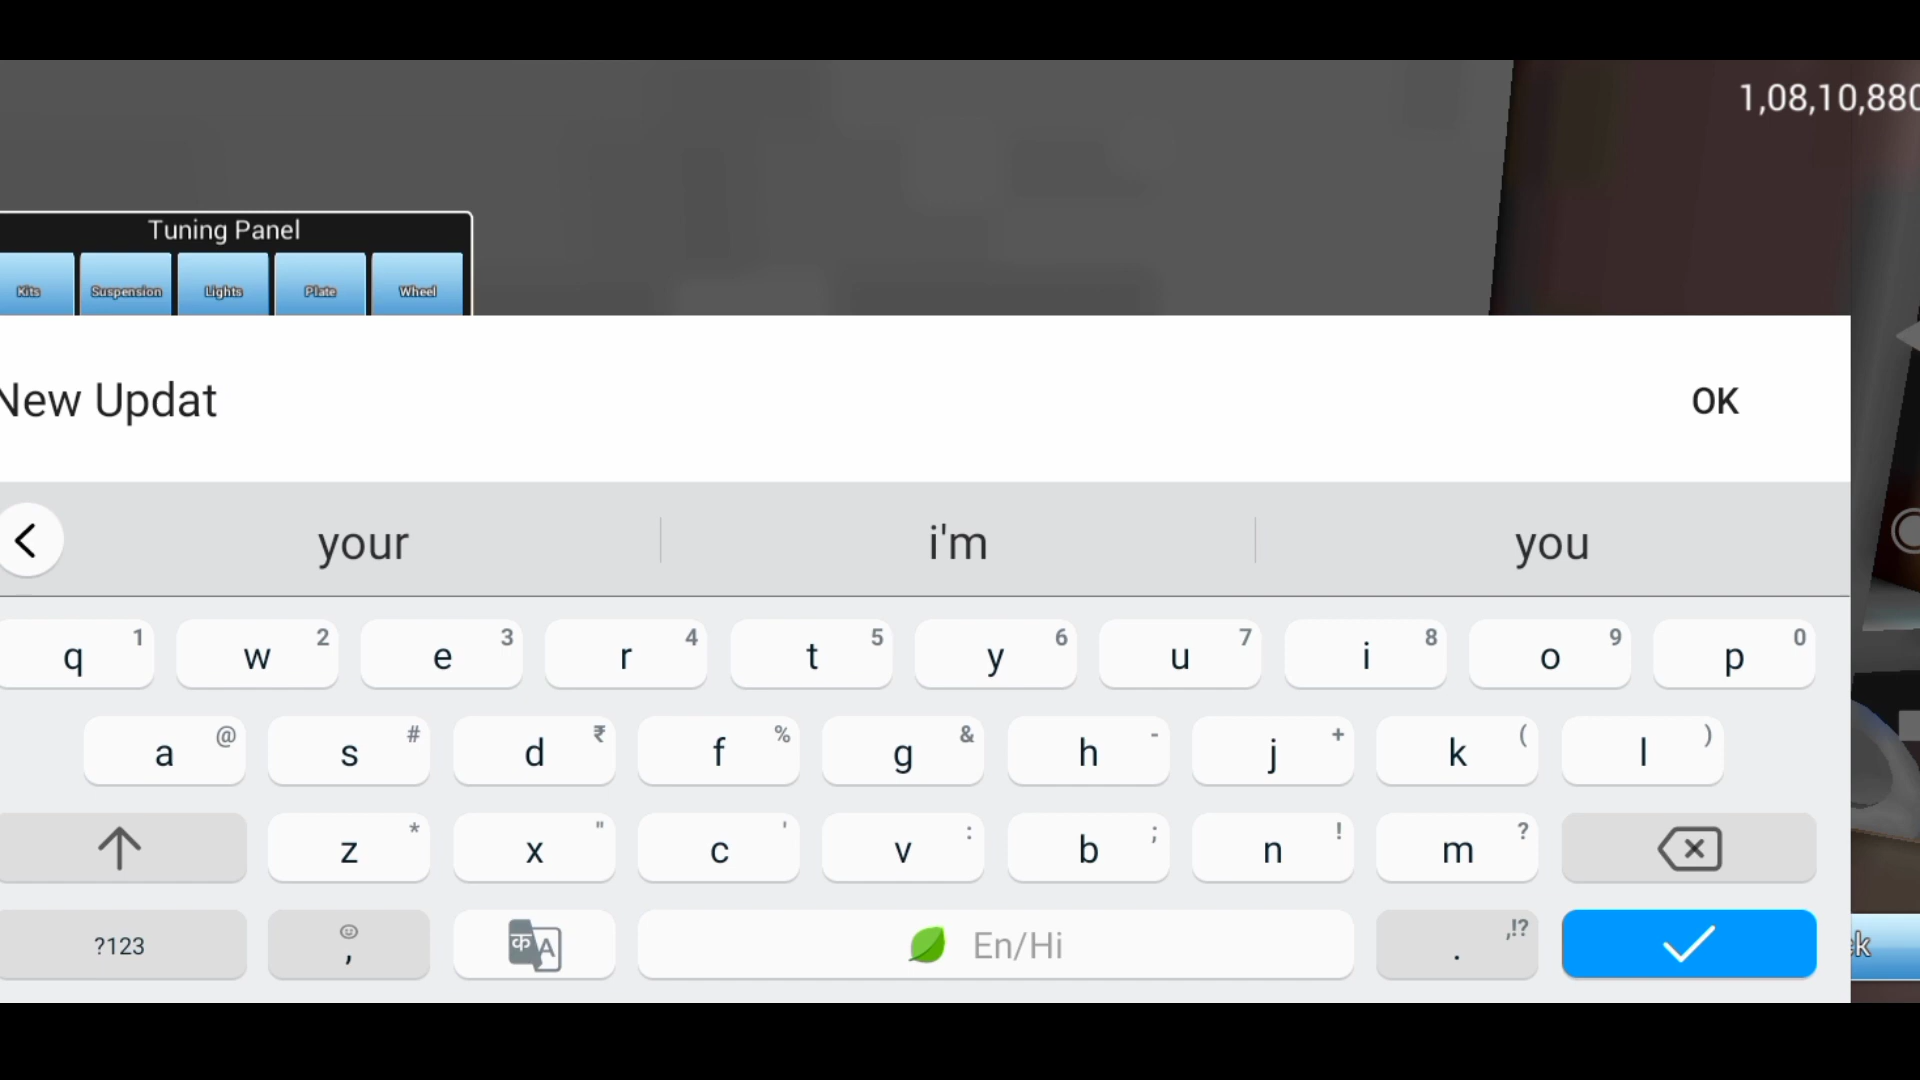 1,08,10,880
Tuning Panel
Kits Suspension Lights Plate Wheel
New Updat OK
your i'm you
q 1 w 2 e 3 r 4 t 5 y 6 u 7 i 8 o 9 p 0
a @ s # d ₹ f % g & h - j + k ( l )
z * x " c ' v : b ; n ! m ?
?123 , क A En/Hi . ,!?